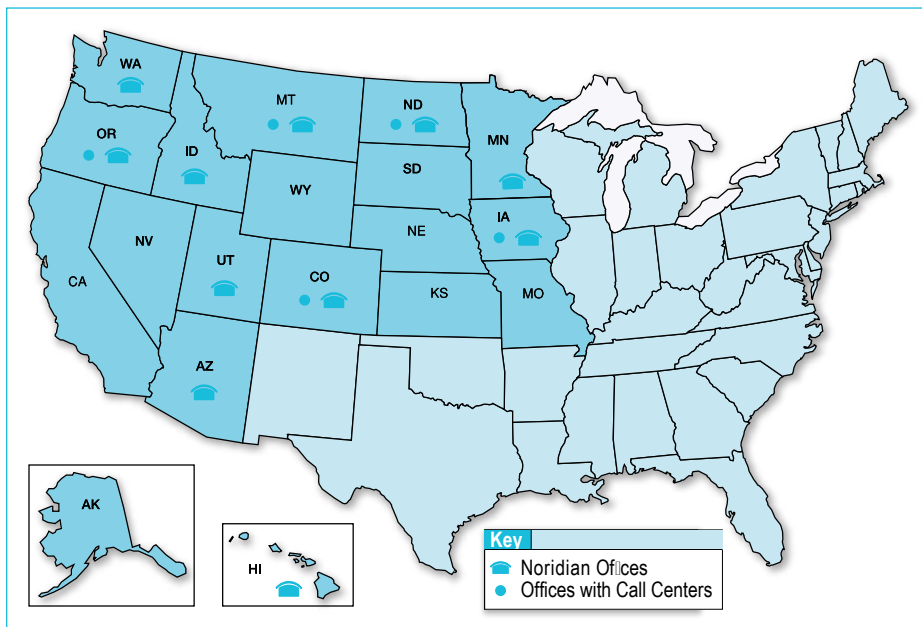 WA
MT
ND
MN
OR
ID
SD
WY
IA
NE
NV
UT
CO
CA
KS
MO
AZ
AK
HI
Key
Noridian Of▯ces
Offices with Call Centers